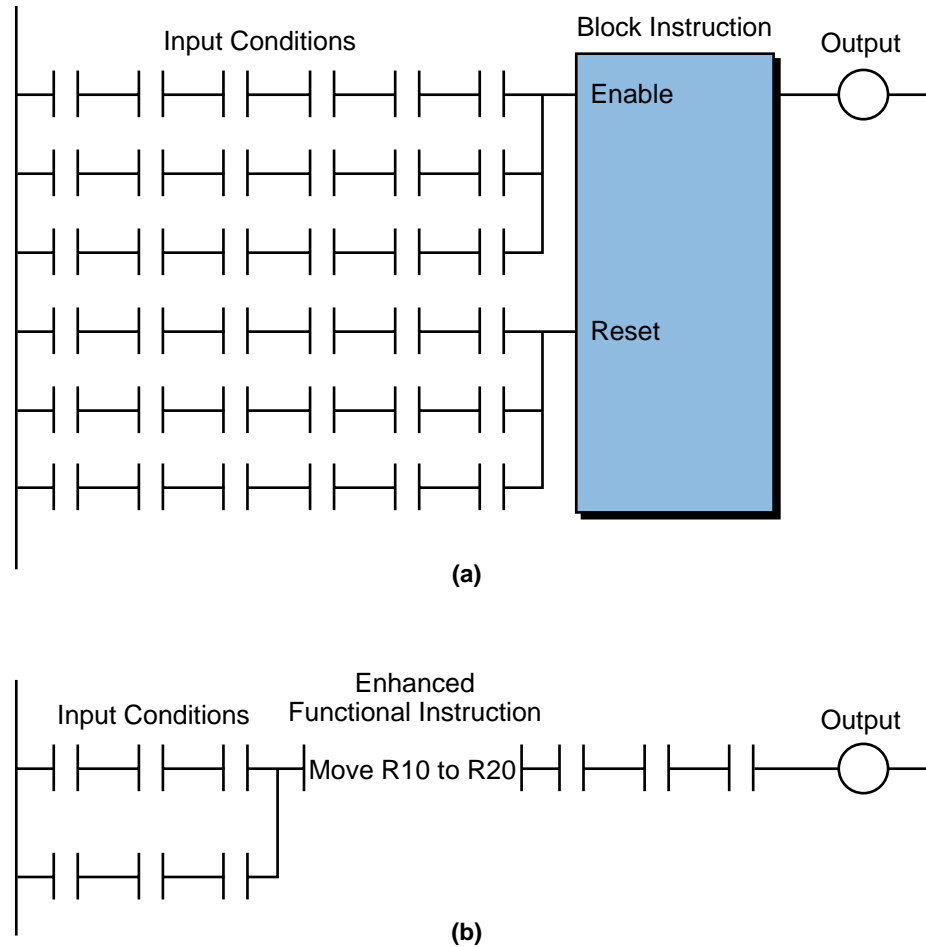 Input Conditions
Block Instruction
Output
Enable
Reset
(a)
Enhanced
Functional Instruction
Input Conditions
Output
Move R10 to R20
(b)